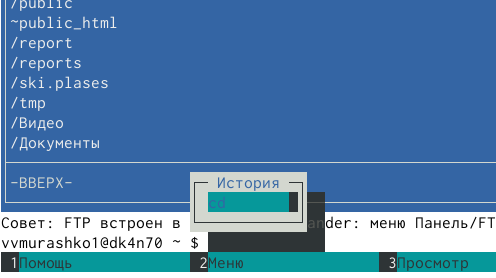 /public
~public_html
/report
/reports
/ski.plases
/tmp
/Видео
/Документы
-ВВЕРХ-
История
cd
Совет: FTP встроен в ander: меню Панель/FT
vvmurashko1@dk4n70 ~ $
1Помощь 2Меню 3Просмотр